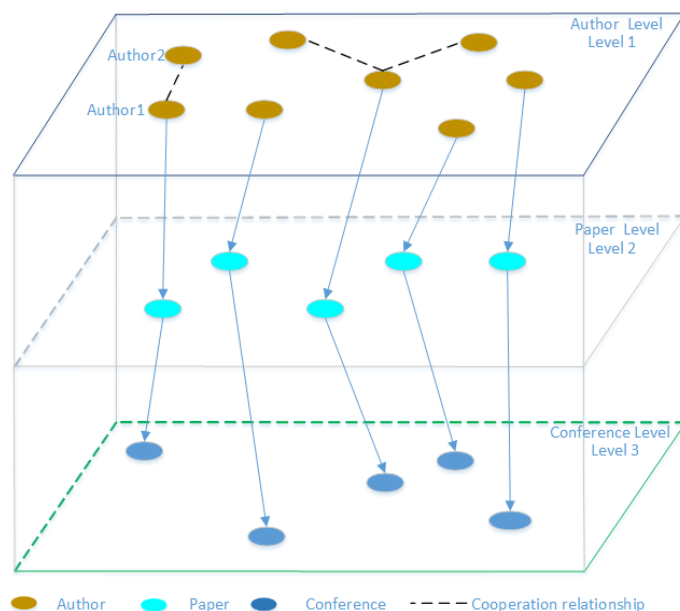 Author Level
Level 1
Author2
Author1
Paper Level
Level 2
Conference Level
Level 3
Author
Paper
Conference
Cooperation relationship